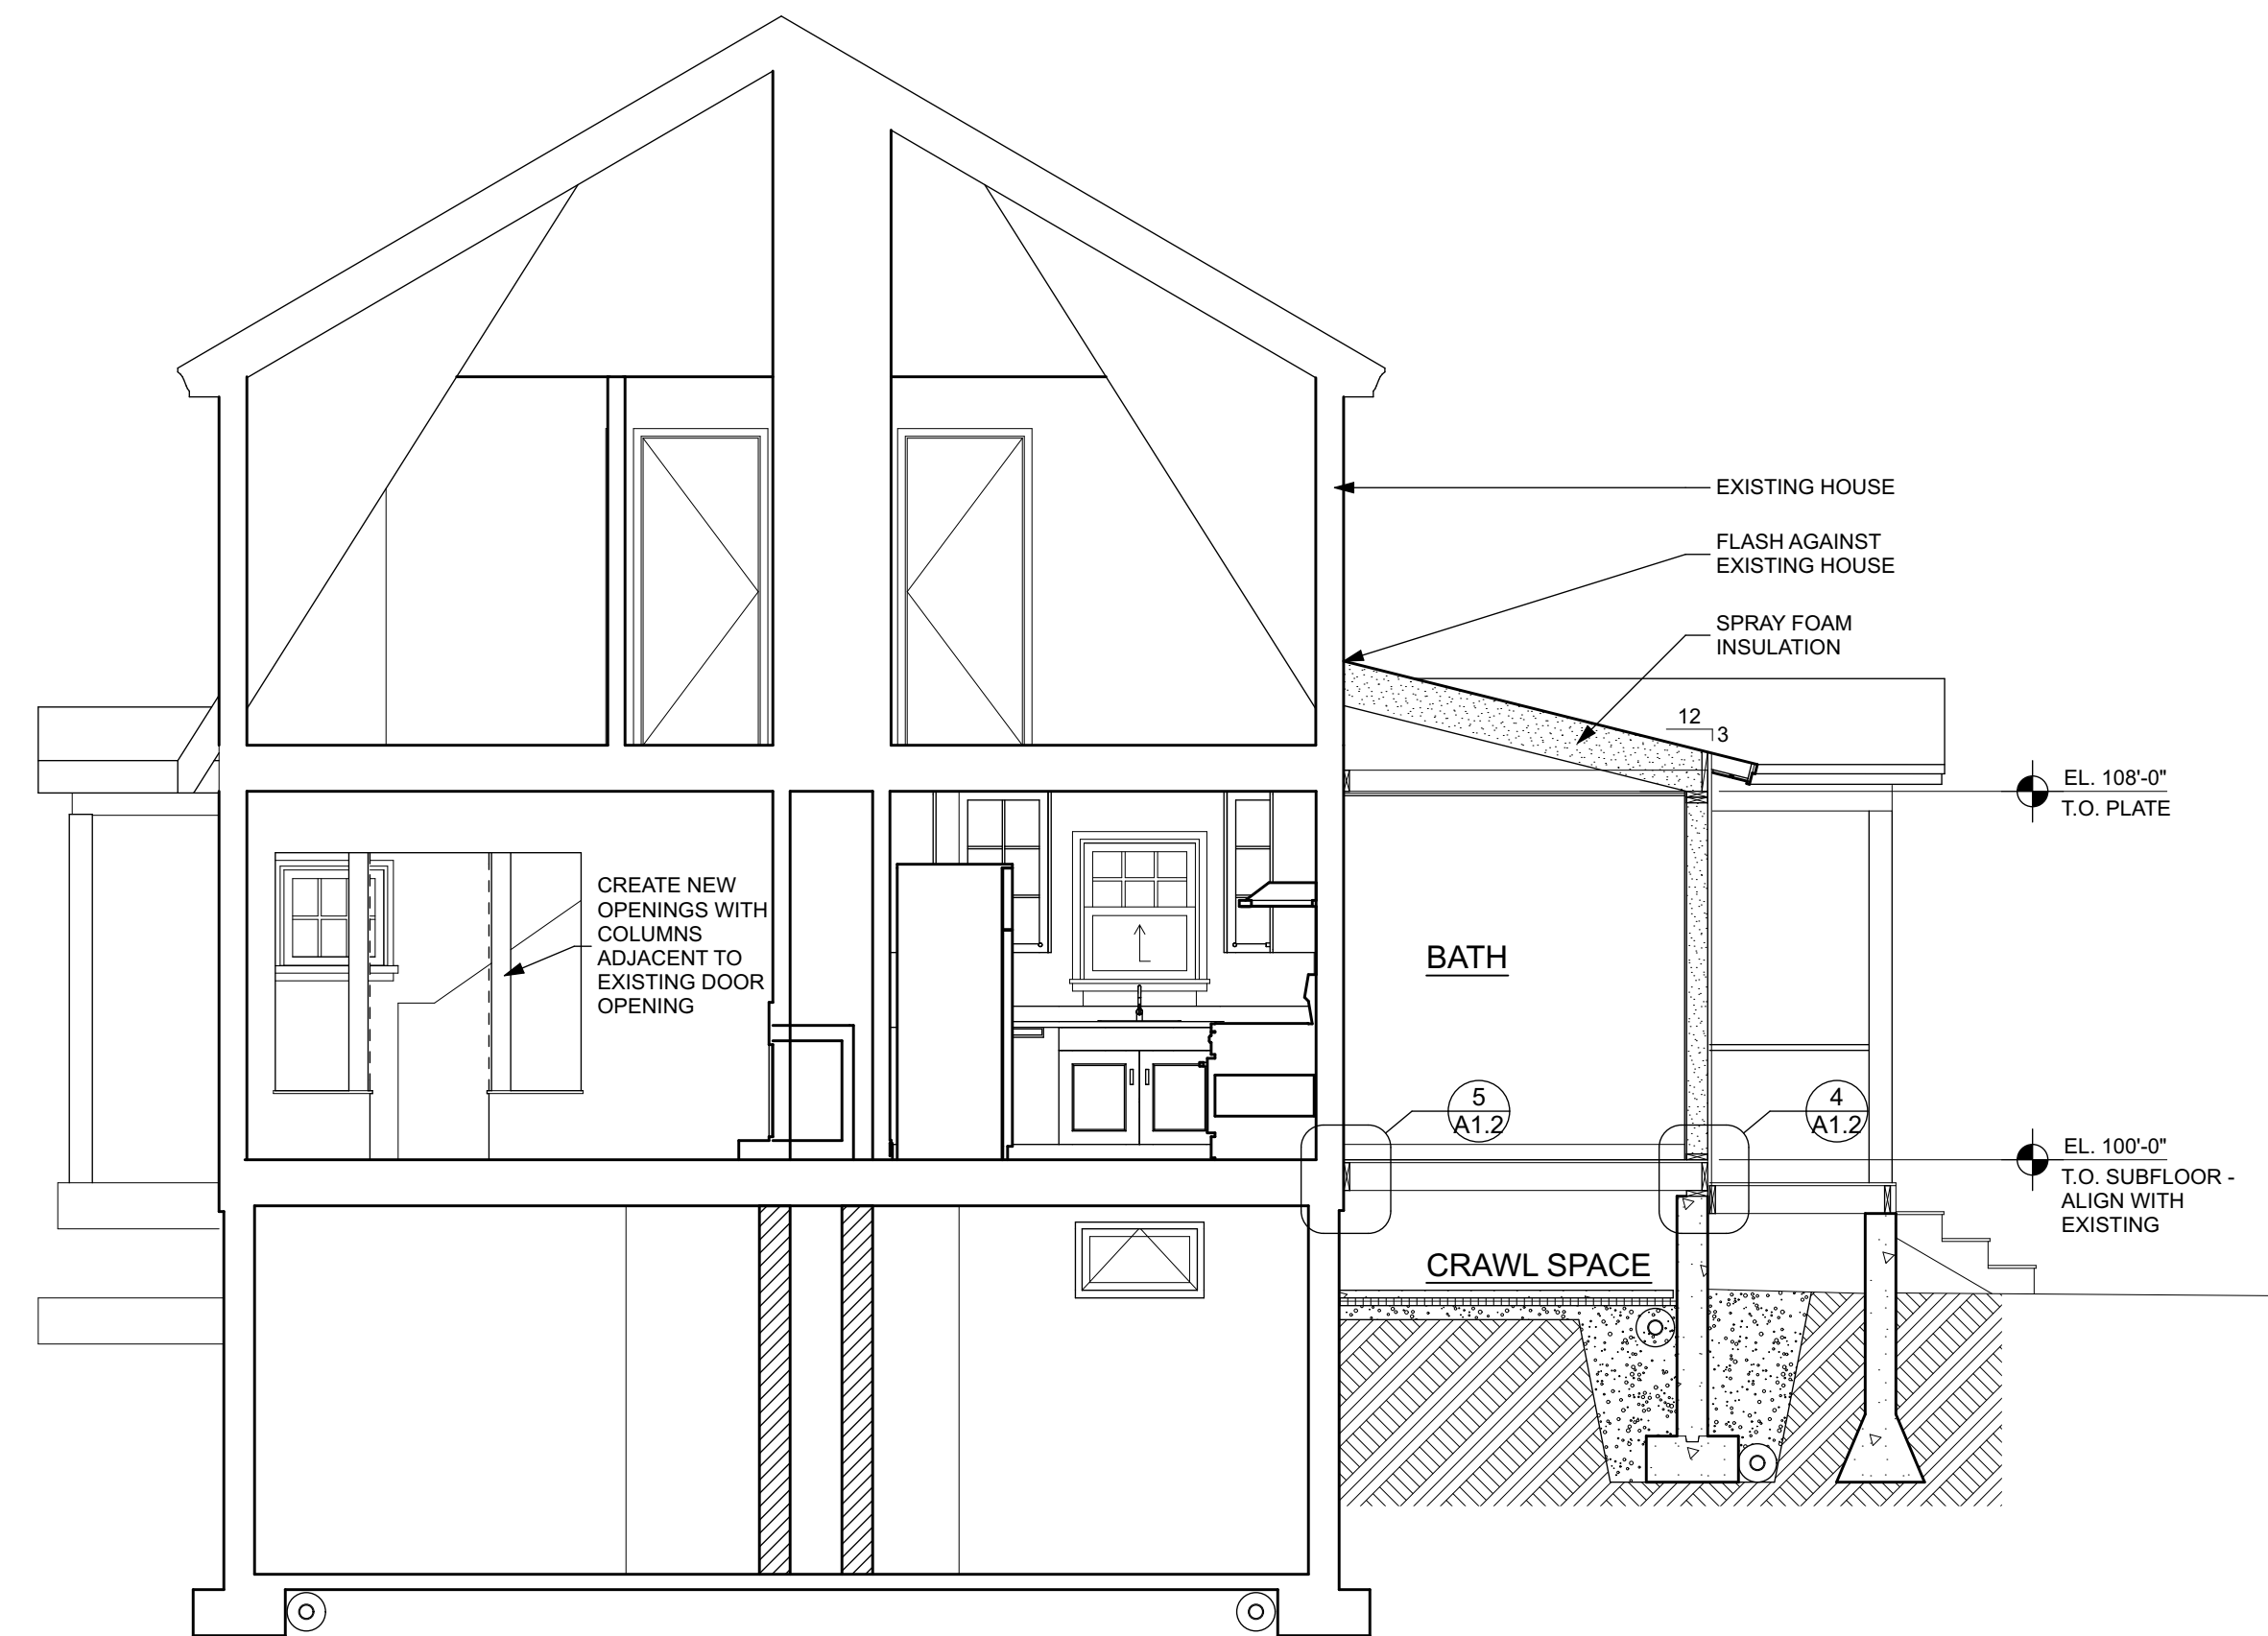 EXISTING HOUSE
FLASH AGAINST
EXISTING HOUSE
SPRAY FOAM
INSULATION
12
3
EL. 108'-0"
T.O. PLATE
CREATE NEW
OPENINGS WITH
COLUMNS
ADJACENT TO
EXISTING DOOR
OPENING
BATH
5
A1.2
4
A1.2
EL. 100'-0"
T.O. SUBFLOOR -
ALIGN WITH
EXISTING
CRAWL SPACE